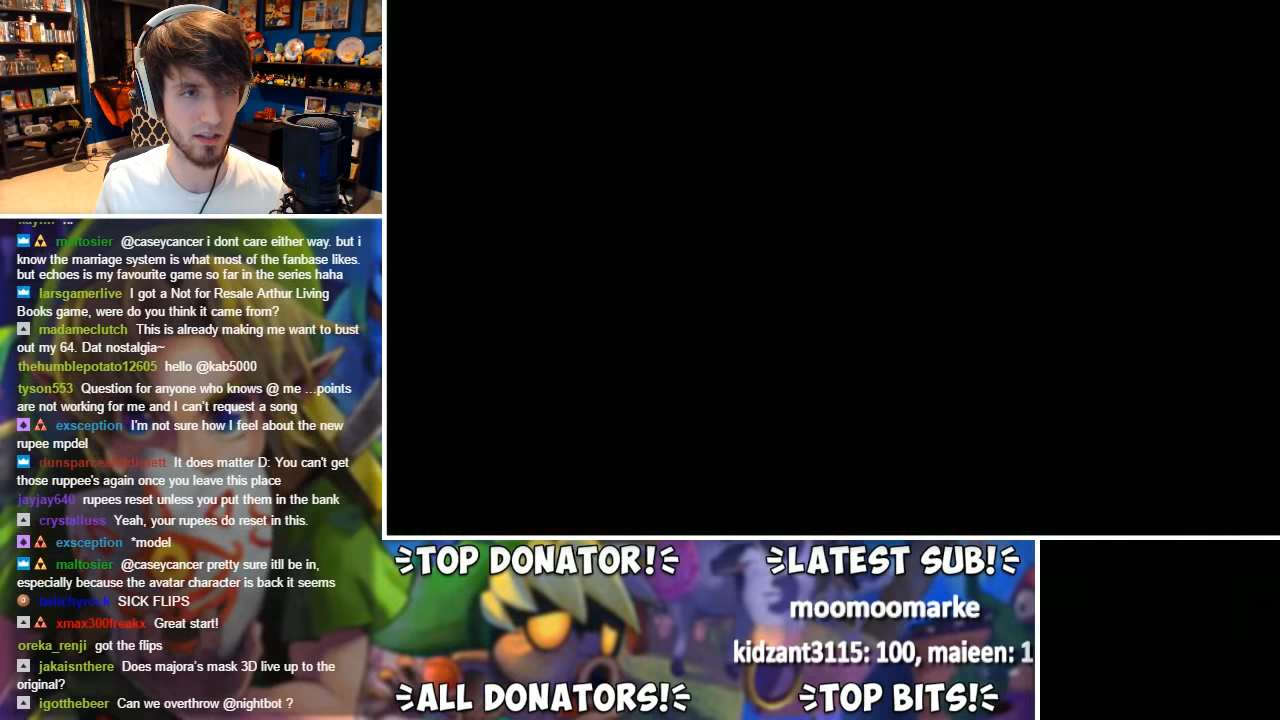 maltosier @caseycancer i dont care either way. but i
know the marriage system is what most of the fanbase likes.
but echoes is my favourite game so far in the series haha
larsgamerlive I got a Not for Resale Arthur Living
Books game, were do you think it came from?
madameclutch This is already making me want to bust
out my 64. Dat nostalgia~
thehumblepotato12605 hello @kab5000
tyson553 Question for anyone who knows @ me ...points
are not working for me and I can't request a song
exsception I'm not sure how I feel about the new
rupee mpdel
It does matter D: You can't get
those ruppee's again once you leave this place
jayjay640 rupees reset unless you put them in the bank
crystaliuss Yeah, your rupees do reset in this.
exsception *model
maltosier @caseycancer pretty sure itll be in,
especially because the avatar character is back it seems
twitchyrock SICK FLIPS
xmax300freakx Great start!
oreka_renji got the flips
jakaisnthere Does majora's mask 3D live up to the
original?
igotthebeer Can we overthrow @nightbot ?
TOP DONATOR!
LATEST SUB!
moomoomarke
kidzant3115: 100, maieen: 1
ALL DONATORS!
TOP BITS!